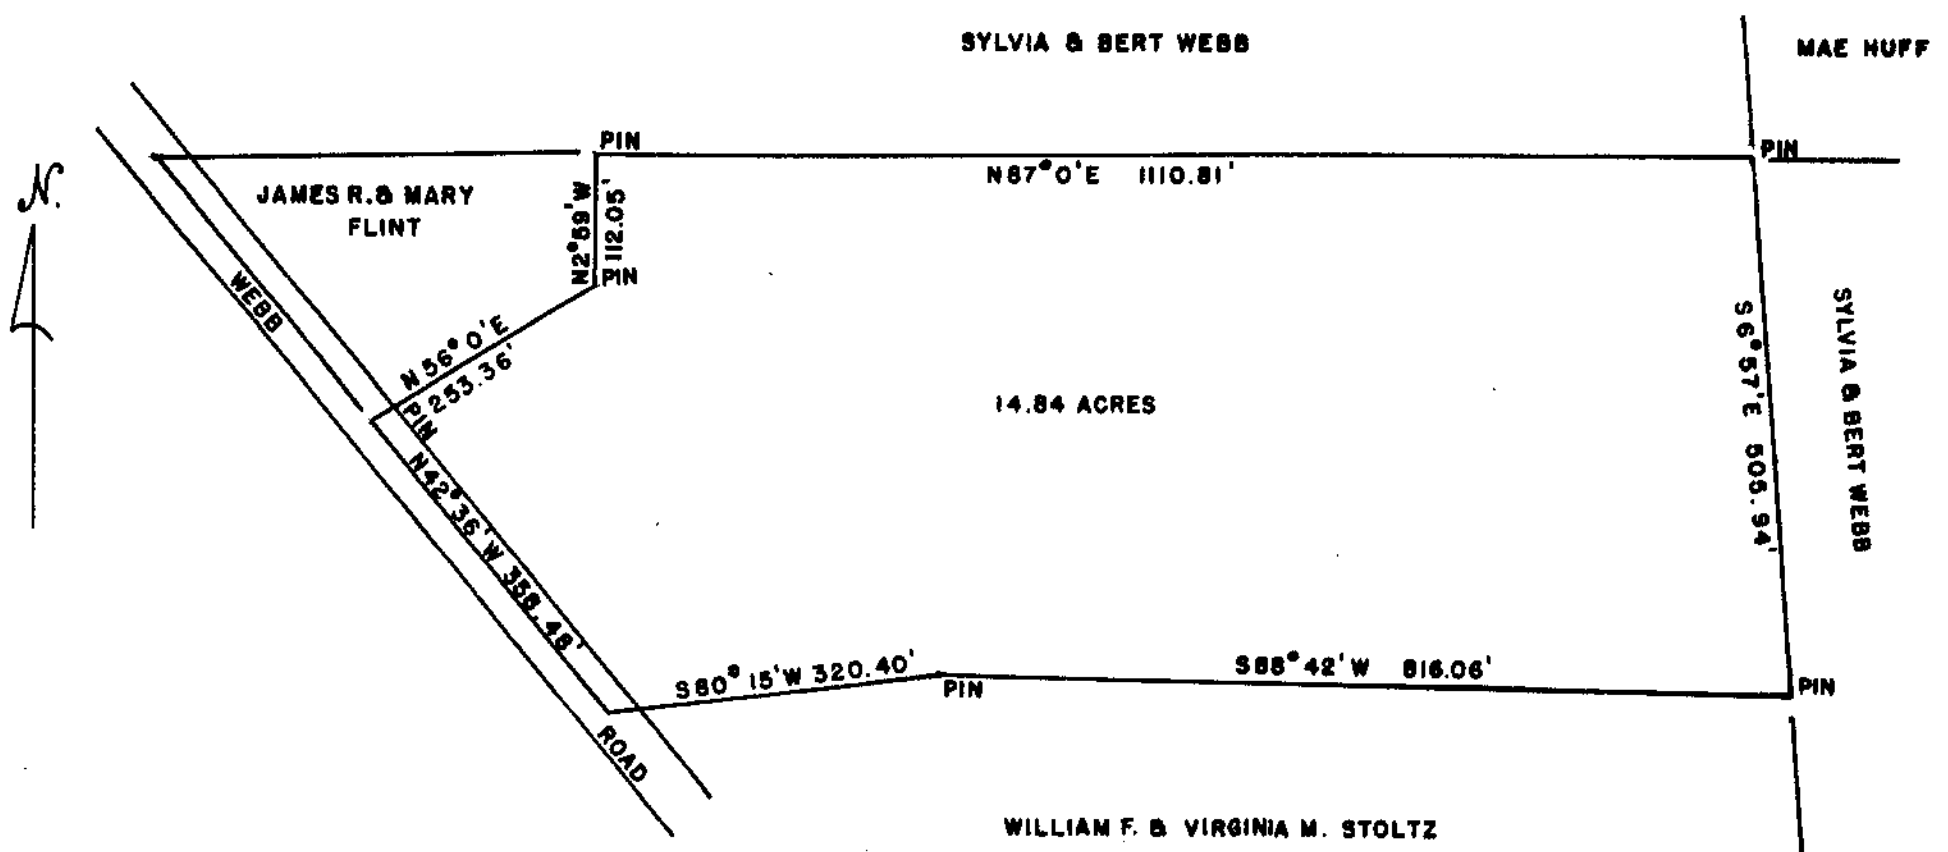 SYLVIA & BERT WEBB
MAE HUFF
N.
PIN
PIN
N87°0'E 1110.81'
JAMES R. & MARY
FLINT
N2°59'W
112.05'
PIN
WEBB
N 56°0'E
253.36'
PIN
14.84 ACRES
S6°57'E 505.94'
SYLVIA & BERT WEBB
N42°36'W 358.48'
S80°15'W 320.40'
PIN
S88°42'W 816.06'
PIN
ROAD
WILLIAM F. & VIRGINIA M. STOLTZ